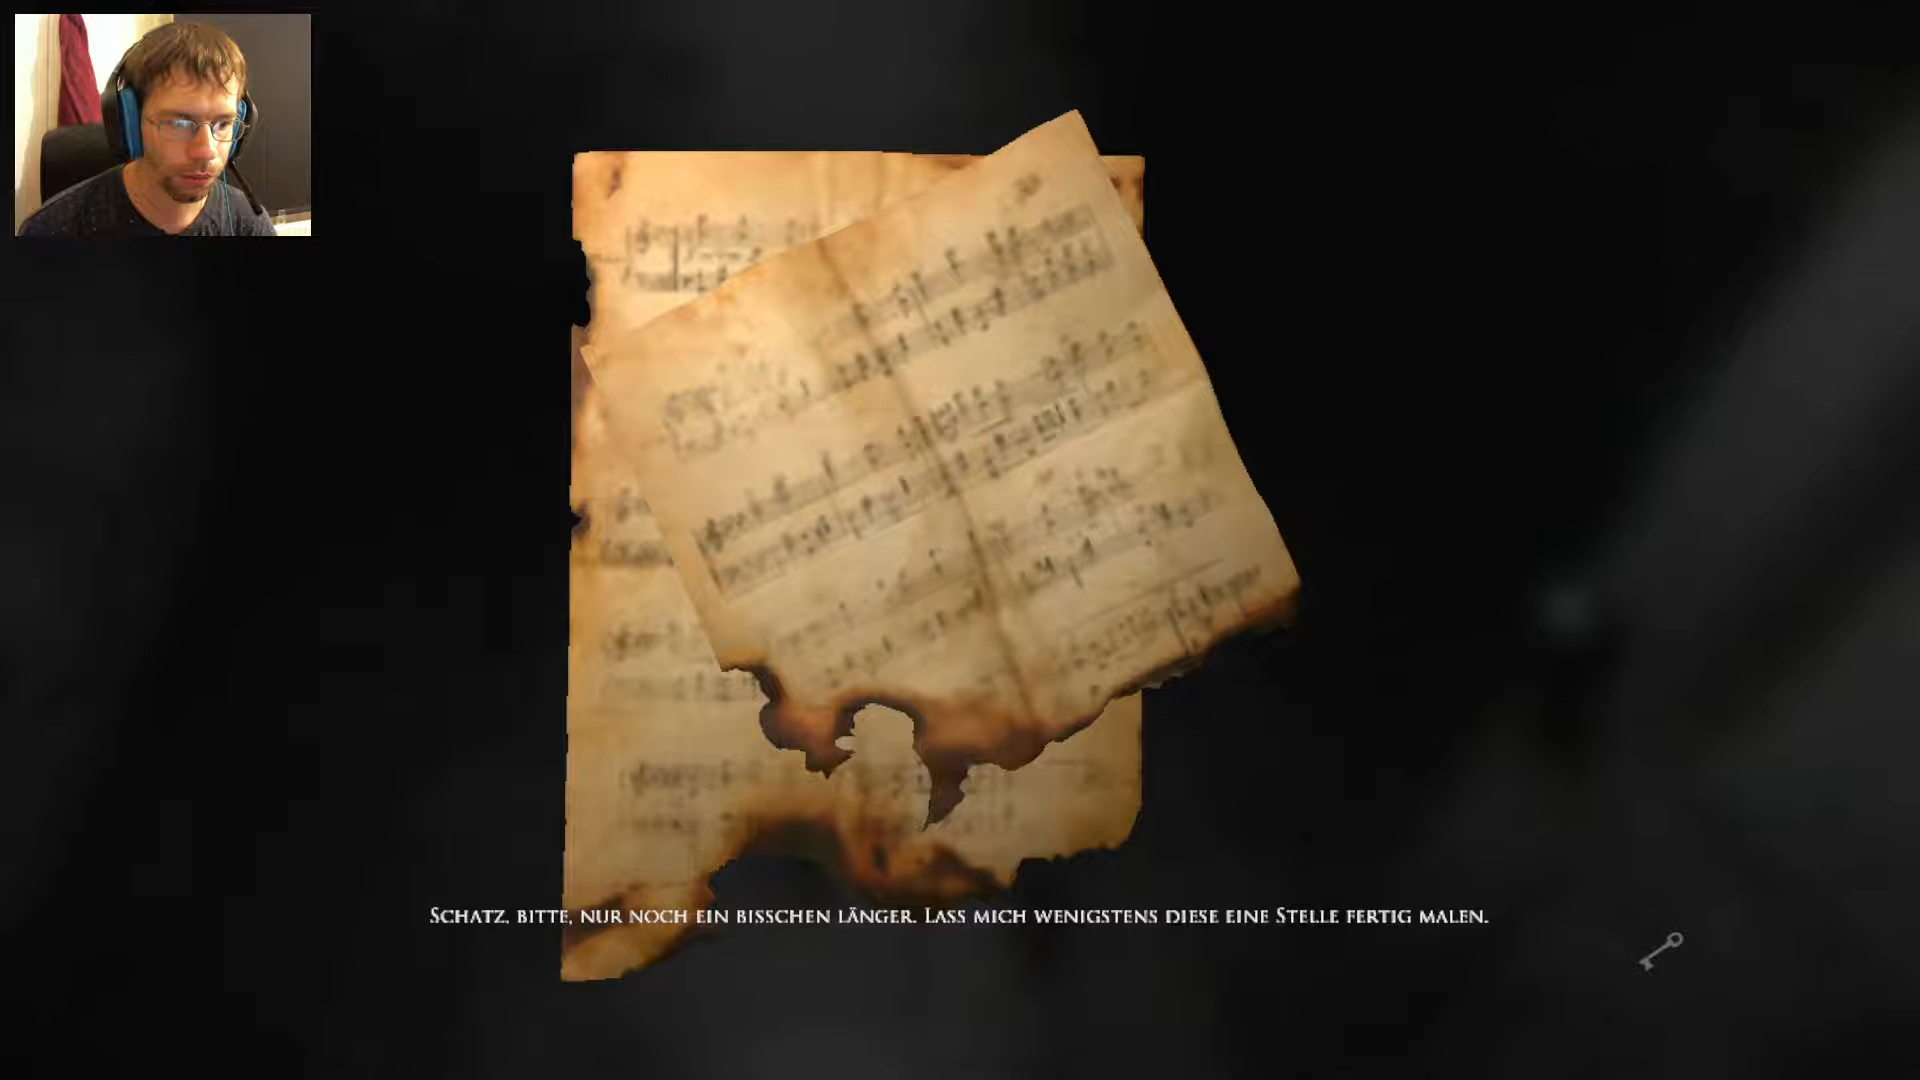 Schatz, bitte, nur noch ein bisschen länger. Lass mich wenigstens diese eine Stelle fertig malen.